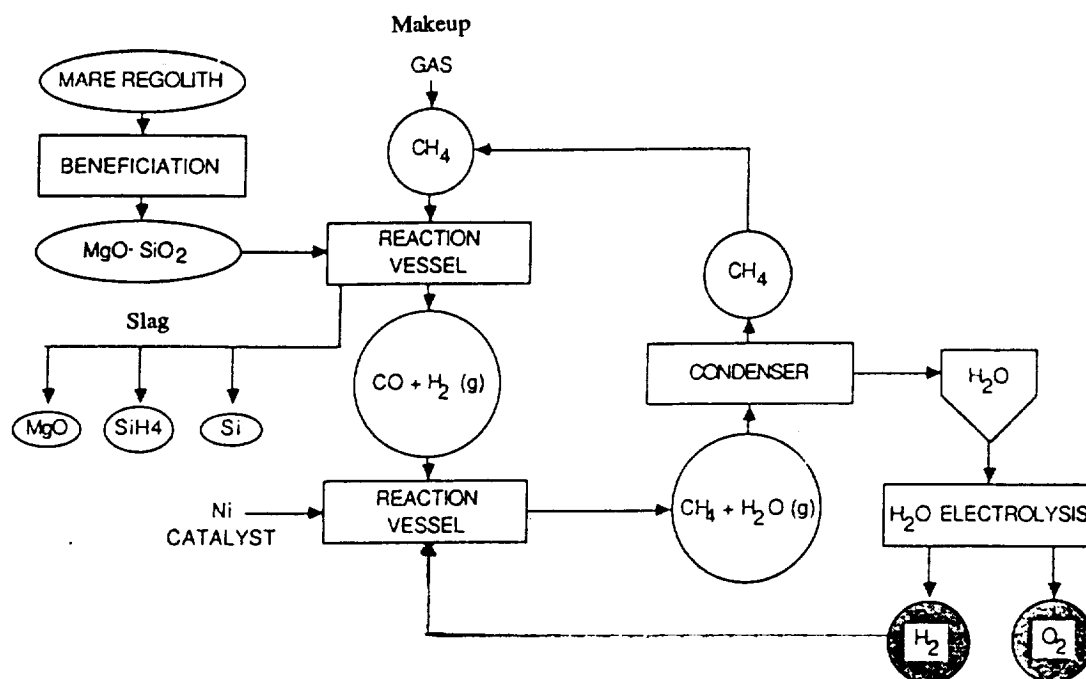 Makeup
GAS
MARE REGOLITH
CH4
BENEFICIATION
MgO· SiO2
REACTION
VESSEL
CH4
Slag
CO + H2 (g)
CONDENSER
H2O
MgO
SiH4
Si
Ni
CATALYST
REACTION
VESSEL
CH4 + H2O (g)
H2O ELECTROLYSIS
H2
O2